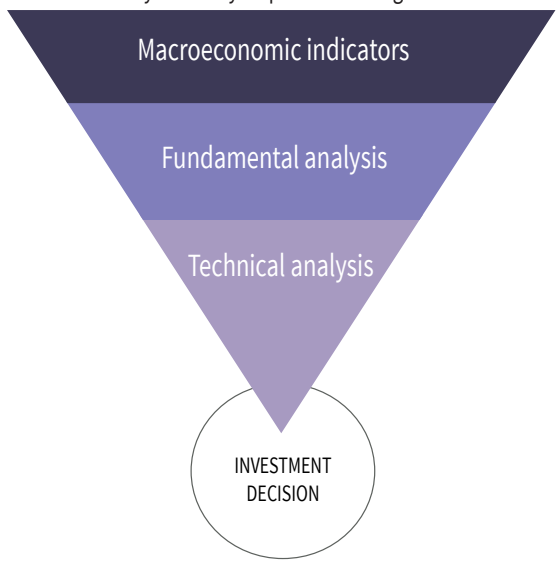 Macroeconomic indicators
Fundamental analysis
Technical analysis
INVESTMENT
DECISION